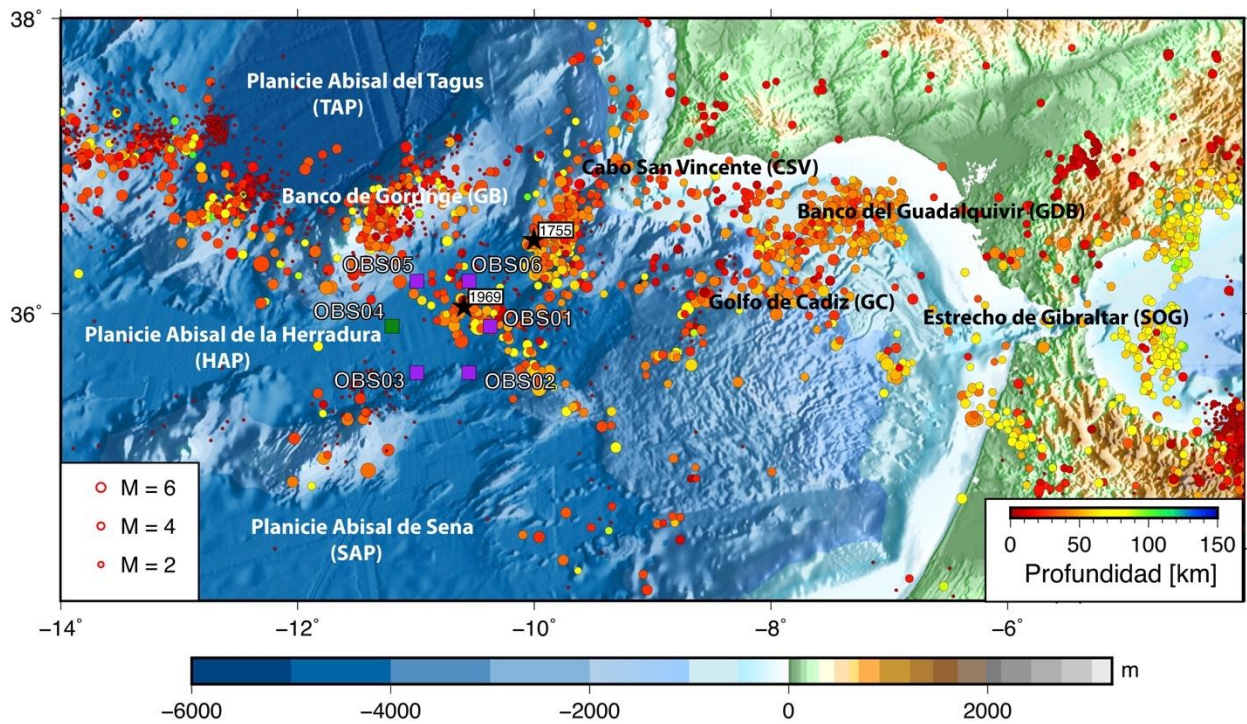 38°
Planicie Abisal del Tagus
(TAP)
Cabo San Vincente (CSV)
Banco de Gorringe (GB)
Banco del Guadalquivir (GDB)
1755
OBS05
OBS06
1969
Golfo de Cadiz (GC)
36°
OBS04
OBS01
Estrecho de Gibraltar (SOG)
Planicie Abisal de la Herradura
(HAP)
OBS03
OBS02
M = 6
M = 4
M = 2
Planicie Abisal de Sena
(SAP)
0 50 100 150
Profundidad [km]
−14 −12 −10 −8 −6
m
−6000 −4000 −2000 0 2000